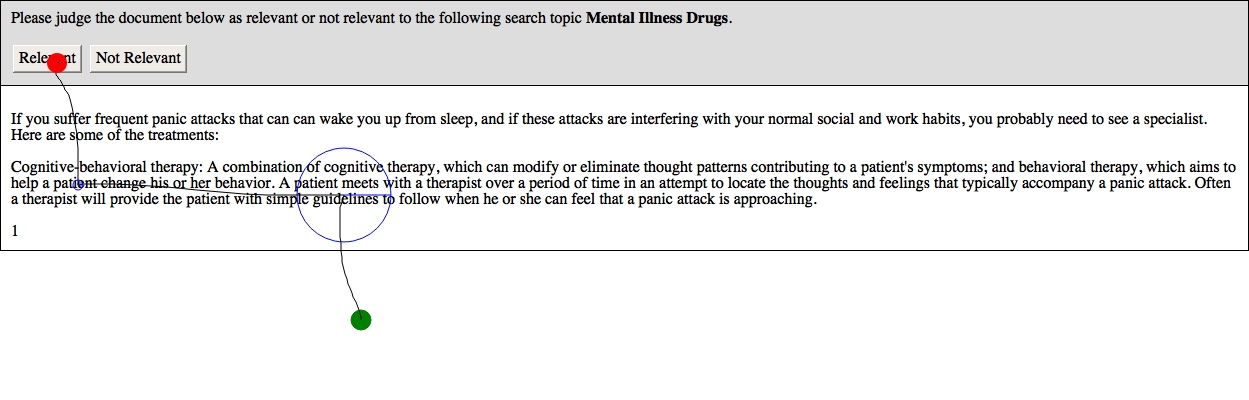 Please judge the document below as relevant or not relevant to the following search topic Mental Illness Drugs.
Relevant Not Relevant
If you suffer frequent panic attacks that can can wake you up from sleep, and if these attacks are interfering with your normal social and work habits, you probably need to see a specialist.
Here are some of the treatments:
Cognitive-behavioral therapy: A combination of cognitive therapy, which can modify or eliminate thought patterns contributing to a patient's symptoms; and behavioral therapy, which aims to
help a patient change his or her behavior. A patient meets with a therapist over a period of time in an attempt to locate the thoughts and feelings that typically accompany a panic attack. Often
a therapist will provide the patient with simple guidelines to follow when he or she can feel that a panic attack is approaching.
1